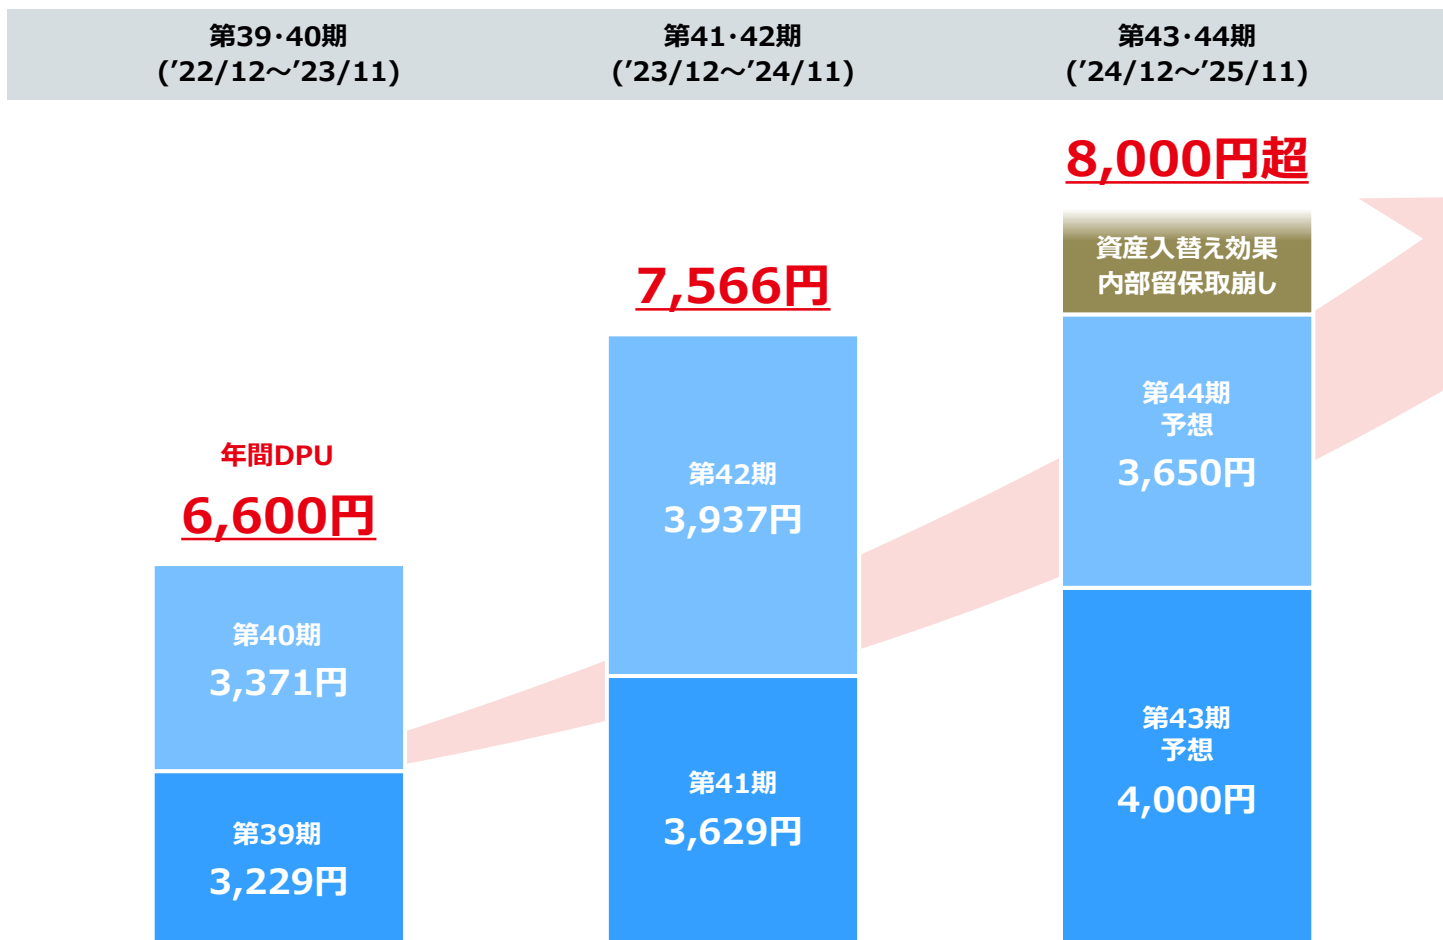 第39･40期
(’22/12～’23/11)
第41･42期
(’23/12～’24/11)
第43･44期
(’24/12～’25/11)
年間DPU
6,600円
第40期
3,371円
第39期
3,229円
7,566円
第42期
3,937円
第41期
3,629円
8,000円超
資産入替え効果
内部留保取崩し
第44期
予想
3,650円
第43期
予想
4,000円